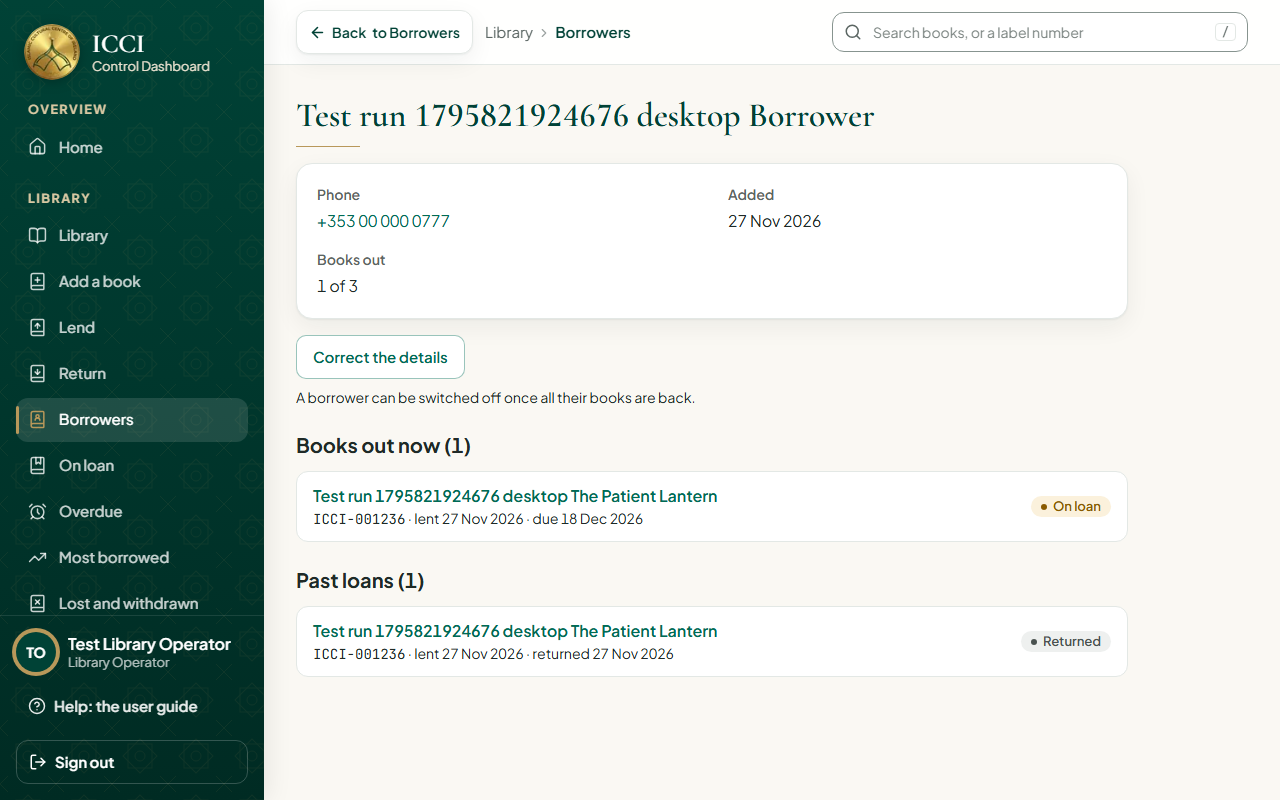 ICCI
Control Dashboard
OVERVIEW
Home
LIBRARY
Library
Add a book
Lend
Return
Borrowers
On loan
Overdue
Most borrowed
Lost and withdrawn
TO
Test Library Operator
Library Operator
Help: the user guide
Sign out
Back to Borrowers
Library > Borrowers
Search books, or a label number
/
Test run 1795821924676 desktop Borrower
Phone
+353 00 000 0777
Added
27 Nov 2026
Books out
1 of 3
Correct the details
A borrower can be switched off once all their books are back.
Books out now (1)
Test run 1795821924676 desktop The Patient Lantern
ICCI-001236 · lent 27 Nov 2026 · due 18 Dec 2026
On loan
Past loans (1)
Test run 1795821924676 desktop The Patient Lantern
ICCI-001236 · lent 27 Nov 2026 · returned 27 Nov 2026
Returned